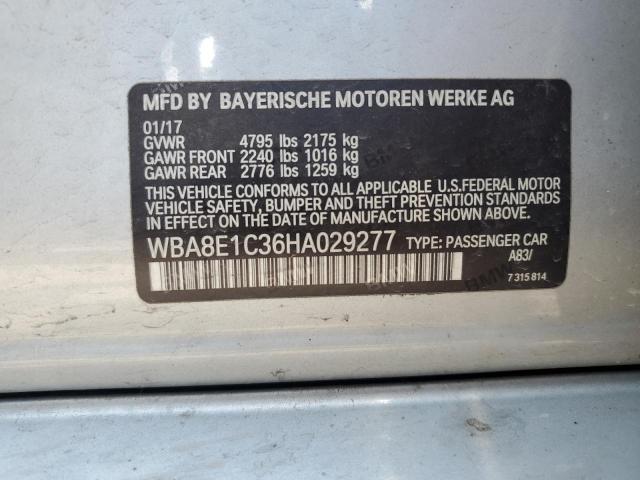 MFD BY BAYERISCHE MOTOREN WERKE AG
01/17
GVWR 4795 lbs 2175 kg
GAWR FRONT 2240 lbs 1016 kg
GAWR REAR 2776 lbs 1259 kg
THIS VEHICLE CONFORMS TO ALL APPLICABLE U.S.FEDERAL MOTOR
VEHICLE SAFETY, BUMPER, AND THEFT PREVENTION STANDARDS
IN EFFECT ON THE DATE OF MANUFACTURE SHOWN ABOVE.
WBA8E1C36HA029277 TYPE: PASSENGER CAR
A83/
7 315 814
BMW